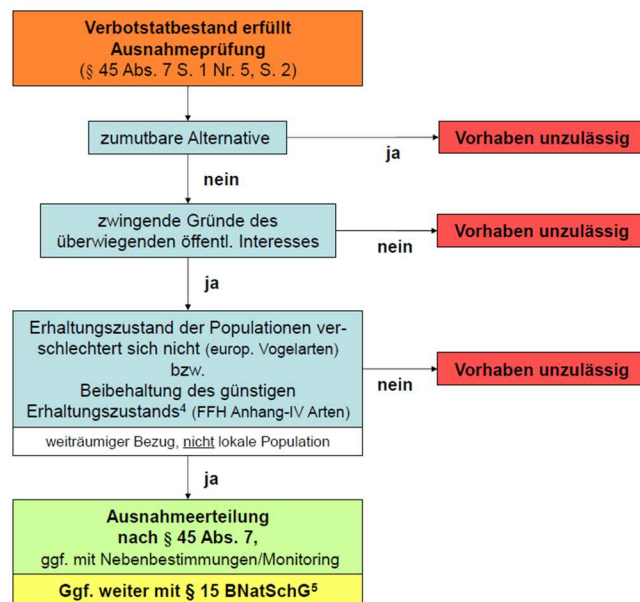 Verbotstatbestand erfüllt
Ausnahmeprüfung
(§ 45 Abs. 7 S. 1 Nr. 5, S. 2)
zumutbare Alternative
ja
Vorhaben unzulässig
nein
zwingende Gründe des
überwiegenden öffentl. Interesses
nein
Vorhaben unzulässig
ja
Erhaltungszustand der Populationen ver-
schlechtert sich nicht (europ. Vogelarten)
bzw.
Beibehaltung des günstigen
Erhaltungszustands⁴ (FFH Anhang-IV Arten)
weiträumiger Bezug, nicht lokale Population
nein
Vorhaben unzulässig
ja
Ausnahmeerteilung
nach § 45 Abs. 7,
ggf. mit Nebenbestimmungen/Monitoring
Ggf. weiter mit § 15 BNatSchG⁵